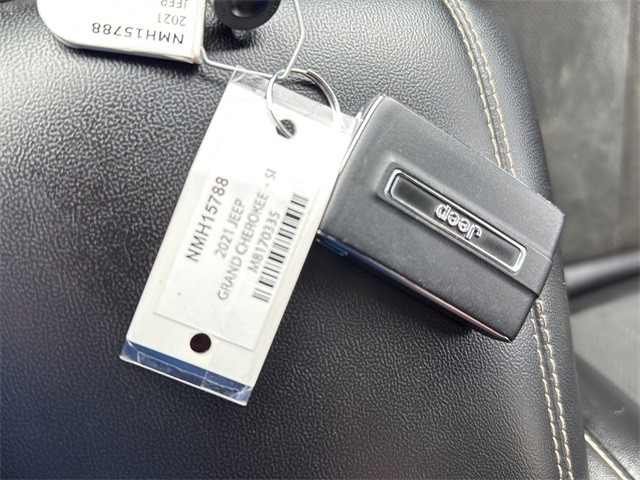 NMH15788
2021
JEEP
NMH15788
2021 JEEP
GRAND CHEROKEE - SI
M8170335
Jeep